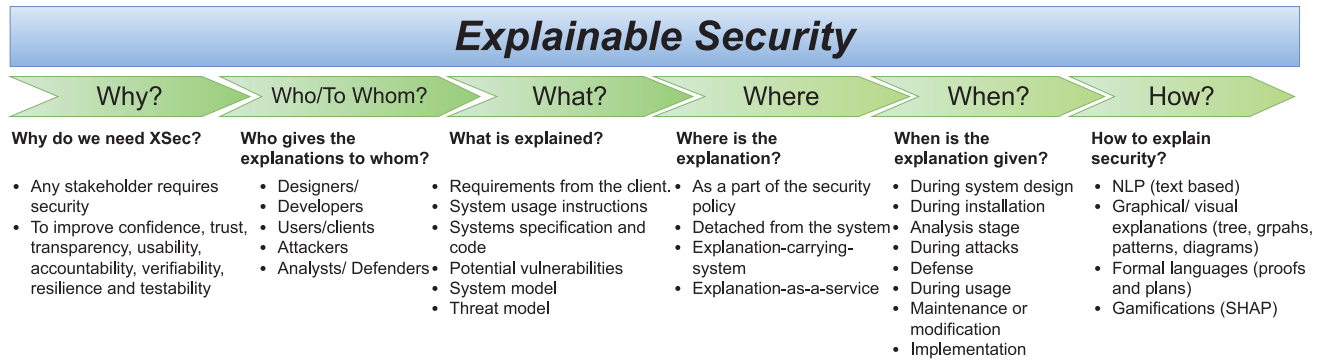 Explainable Security
Why?
Who/To Whom?
What?
Where
When?
How?
Why do we need XSec?
• Any stakeholder requires
security
• To improve confidence, trust,
transparency, usability,
accountability, verifiability,
resilience and testability
Who gives the
explanations to whom?
• Designers/
• Developers
• Users/clients
• Attackers
• Analysts/ Defenders
What is explained?
• Requirements from the client.
• System usage instructions
• Systems specification and
code
• Potential vulnerabilities
• System model
• Threat model
Where is the
explanation?
• As a part of the security
policy
• Detached from the system
• Explanation-carrying-
system
• Explanation-as-a-service
When is the
explanation given?
• During system design
• During installation
• Analysis stage
• During attacks
• Defense
• During usage
• Maintenance or
modification
• Implementation
How to explain
security?
• NLP (text based)
• Graphical/ visual
explanations (tree, grpahs,
patterns, diagrams)
• Formal languages (proofs
and plans)
• Gamifications (SHAP)